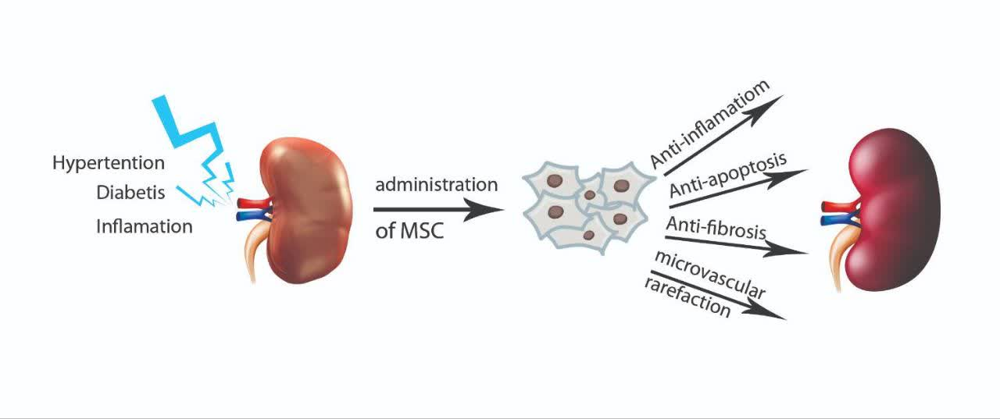 Hypertention
Diabetis
Inflamation
administration
of MSC
Anti-inflamatiom
Anti-apoptosis
Anti-fibrosis
microvascular
rarefaction